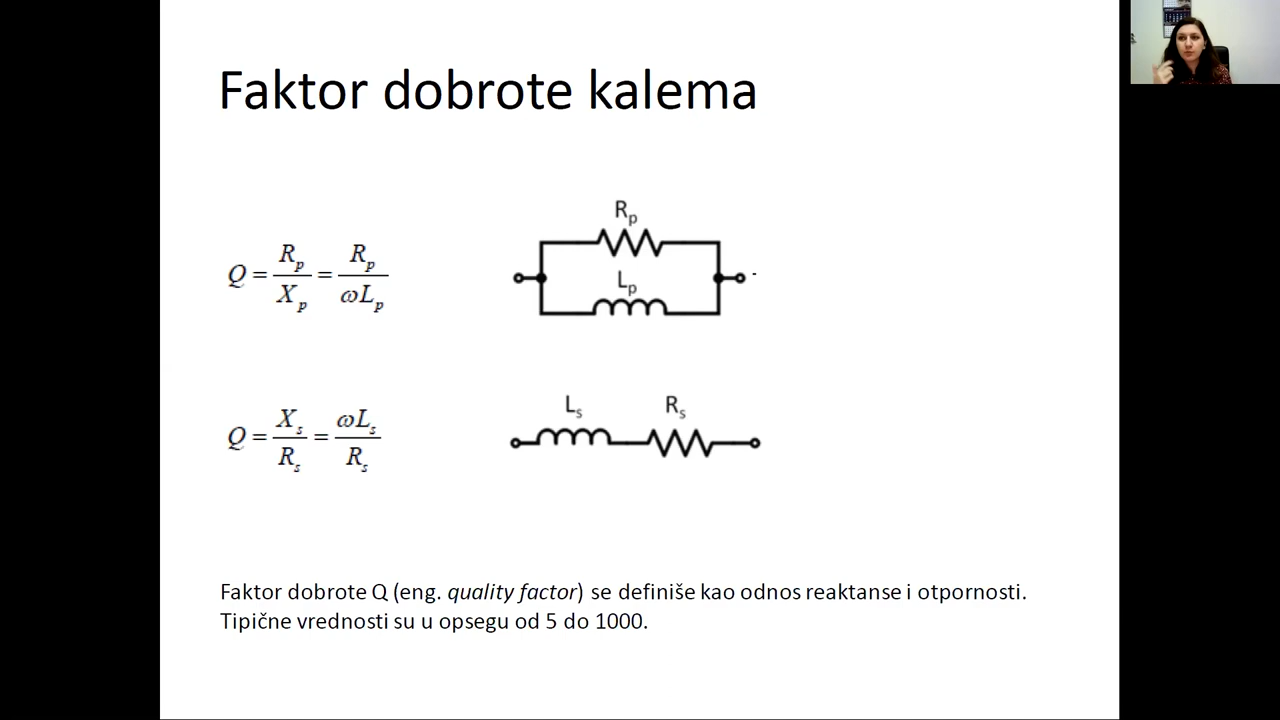 Faktor dobrote kalema
Q = R_p / X_p = R_p / ωL_p
R_p
L_p
Q = X_s / R_s = ωL_s / R_s
L_s
R_s
Faktor dobrote Q (eng. quality factor) se definiše kao odnos reaktanse i otpornosti.
Tipične vrednosti su u opsegu od 5 do 1000.